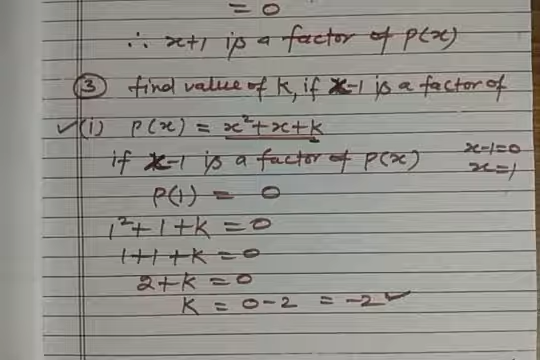 = 0
∴ x+1 is a factor of P(x)
③ find value of K, if x-1 is a factor of
✓(i) P(x) = x²+x+k
if x-1 is a factor of P(x) x-1=0
x=1
P(1) = 0
1²+1+K = 0
1+1+K = 0
2+K = 0
K = 0-2 = -2 ✓